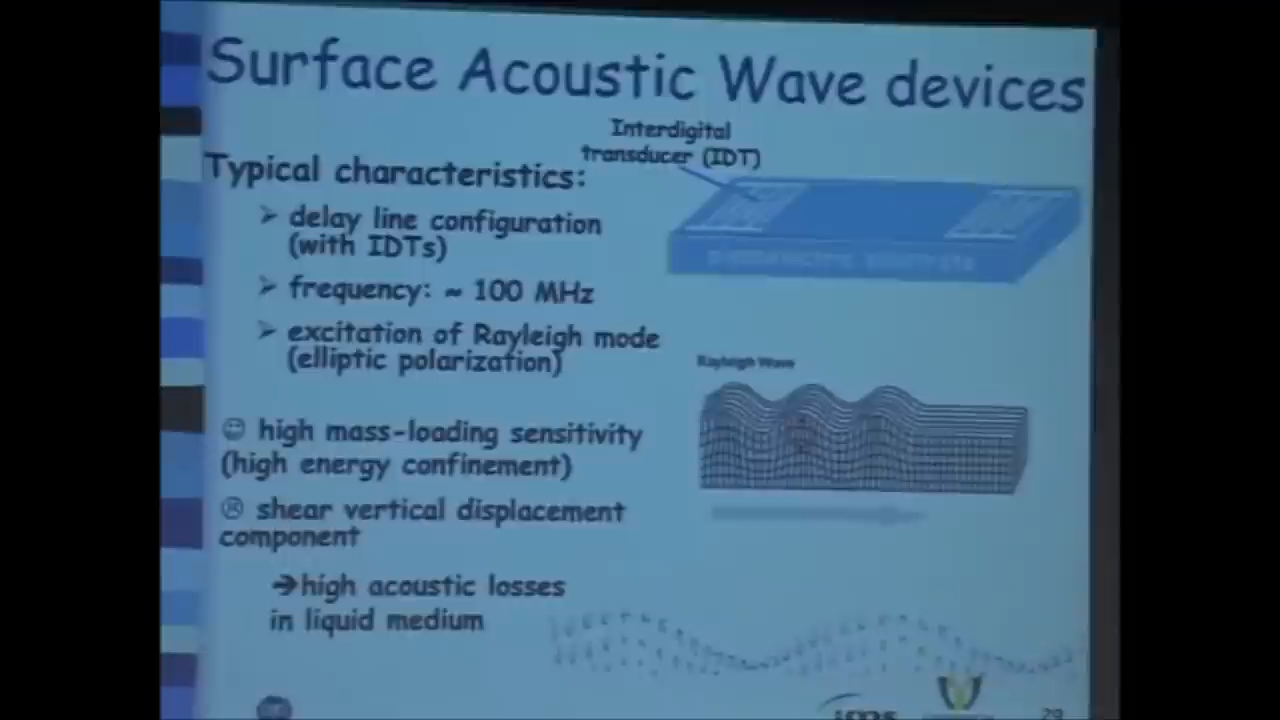 Surface Acoustic Wave devices
Interdigital
transducer (IDT)
Typical characteristics:
➢ delay line configuration
(with IDTs)
➢ frequency: ~ 100 MHz
➢ excitation of Rayleigh mode
(elliptic polarization)
Rayleigh Wave
☺ high mass-loading sensitivity
(high energy confinement)
☹ shear vertical displacement
component
➔high acoustic losses
in liquid medium
ims
29